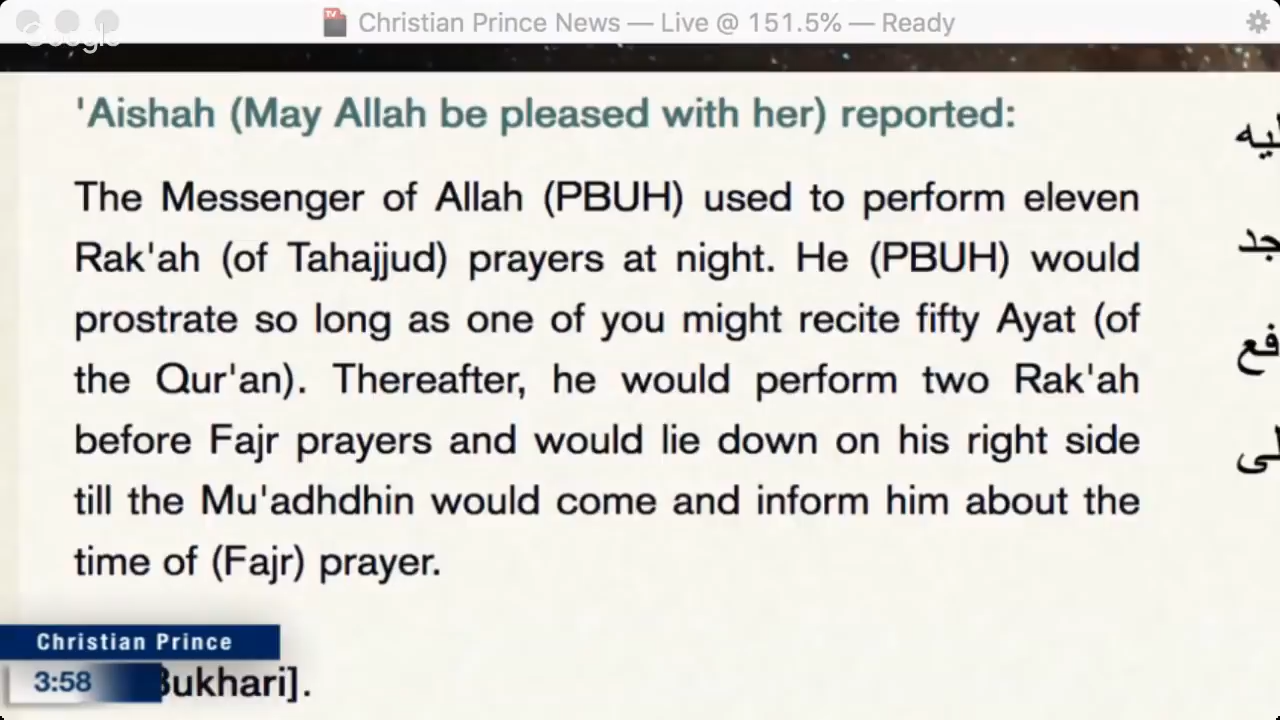 Christian Prince News — Live @ 151.5% — Ready
Google
'Aishah (May Allah be pleased with her) reported:
The Messenger of Allah (PBUH) used to perform eleven
Rak'ah (of Tahajjud) prayers at night. He (PBUH) would
prostrate so long as one of you might recite fifty Ayat (of
the Qur'an). Thereafter, he would perform two Rak'ah
before Fajr prayers and would lie down on his right side
till the Mu'adhdhin would come and inform him about the
time of (Fajr) prayer.
Christian Prince
3:58
Bukhari].